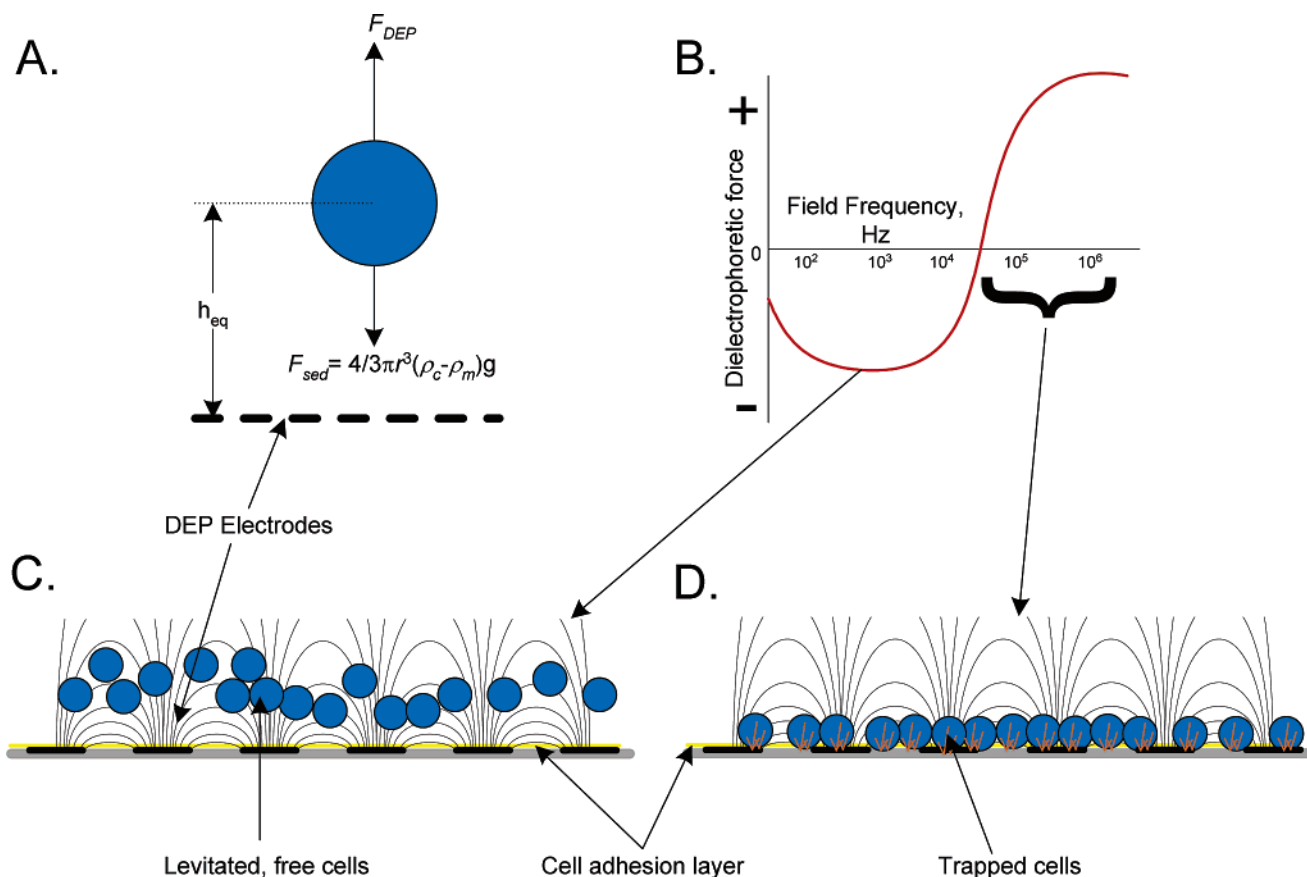 A.
F_DEP
h_eq
F_sed = 4/3πr³(ρ_c-ρ_m)g
DEP Electrodes
B.
+
Dielectrophoretic force
Field Frequency,
Hz
0
10² 10³ 10⁴ 10⁵ 10⁶
-
C.
D.
Levitated, free cells
Cell adhesion layer
Trapped cells